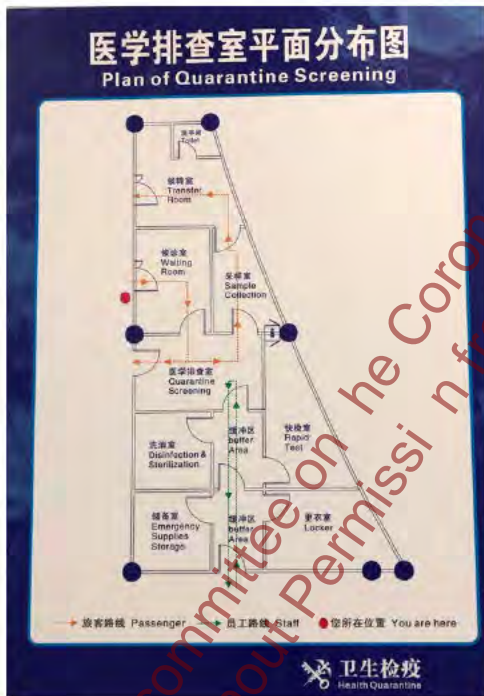 医学排查室平面分布图
Plan of Quarantine Screening
洗手间
Toilet
候转室
Transfer
Room
候诊室
Waiting
Room
采样室
Sample
Collection
医学排查室
Quarantine
Screening
洗消室
Disinfection &
Sterilization
缓冲区
buffer
Area
快检室
Rapid
Test
储备室
Emergency
Supplies
Storage
缓冲区
buffer
Area
更衣室
Locker
旅客路线 Passenger
员工路线 Staff
您所在位置 You are here
卫生检疫
Health Quarantine